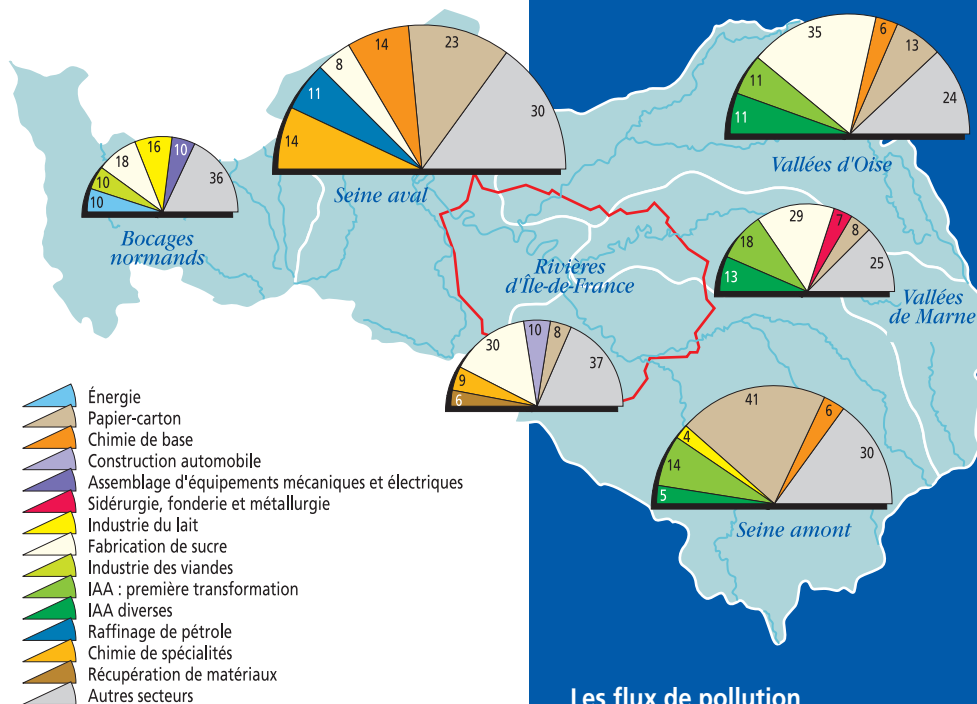 14
11
8
14
23
30
Seine aval
11
11
35
6
13
24
Vallées d'Oise
10
10
18
16
10
36
Bocages
normands
13
18
29
7
8
25
Vallées
de Marne
Rivières
d'Île-de-France
6
9
30
10
8
37
5
14
4
41
6
30
Seine amont
Énergie
Papier-carton
Chimie de base
Construction automobile
Assemblage d'équipements mécaniques et électriques
Sidérurgie, fonderie et métallurgie
Industrie du lait
Fabrication de sucre
Industrie des viandes
IAA : première transformation
IAA diverses
Raffinage de pétrole
Chimie de spécialités
Récupération de matériaux
Autres secteurs
Les flux de pollution